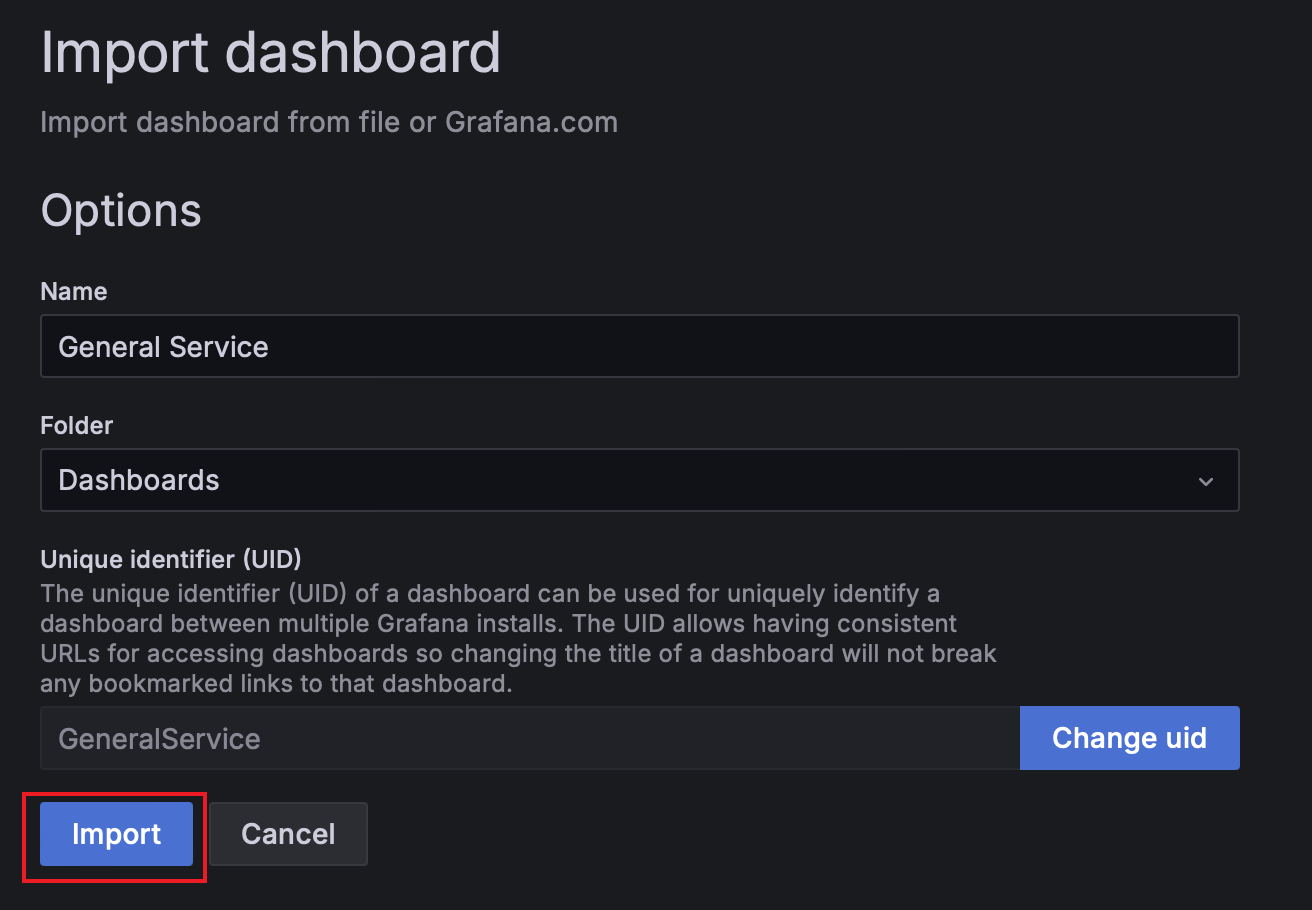 Import dashboard
Import dashboard from file or Grafana.com
Options
Name
General Service
Folder
Dashboards
Unique identifier (UID)
The unique identifier (UID) of a dashboard can be used for uniquely identify a
dashboard between multiple Grafana installs. The UID allows having consistent
URLs for accessing dashboards so changing the title of a dashboard will not break
any bookmarked links to that dashboard.
GeneralService
Change uid
Import
Cancel